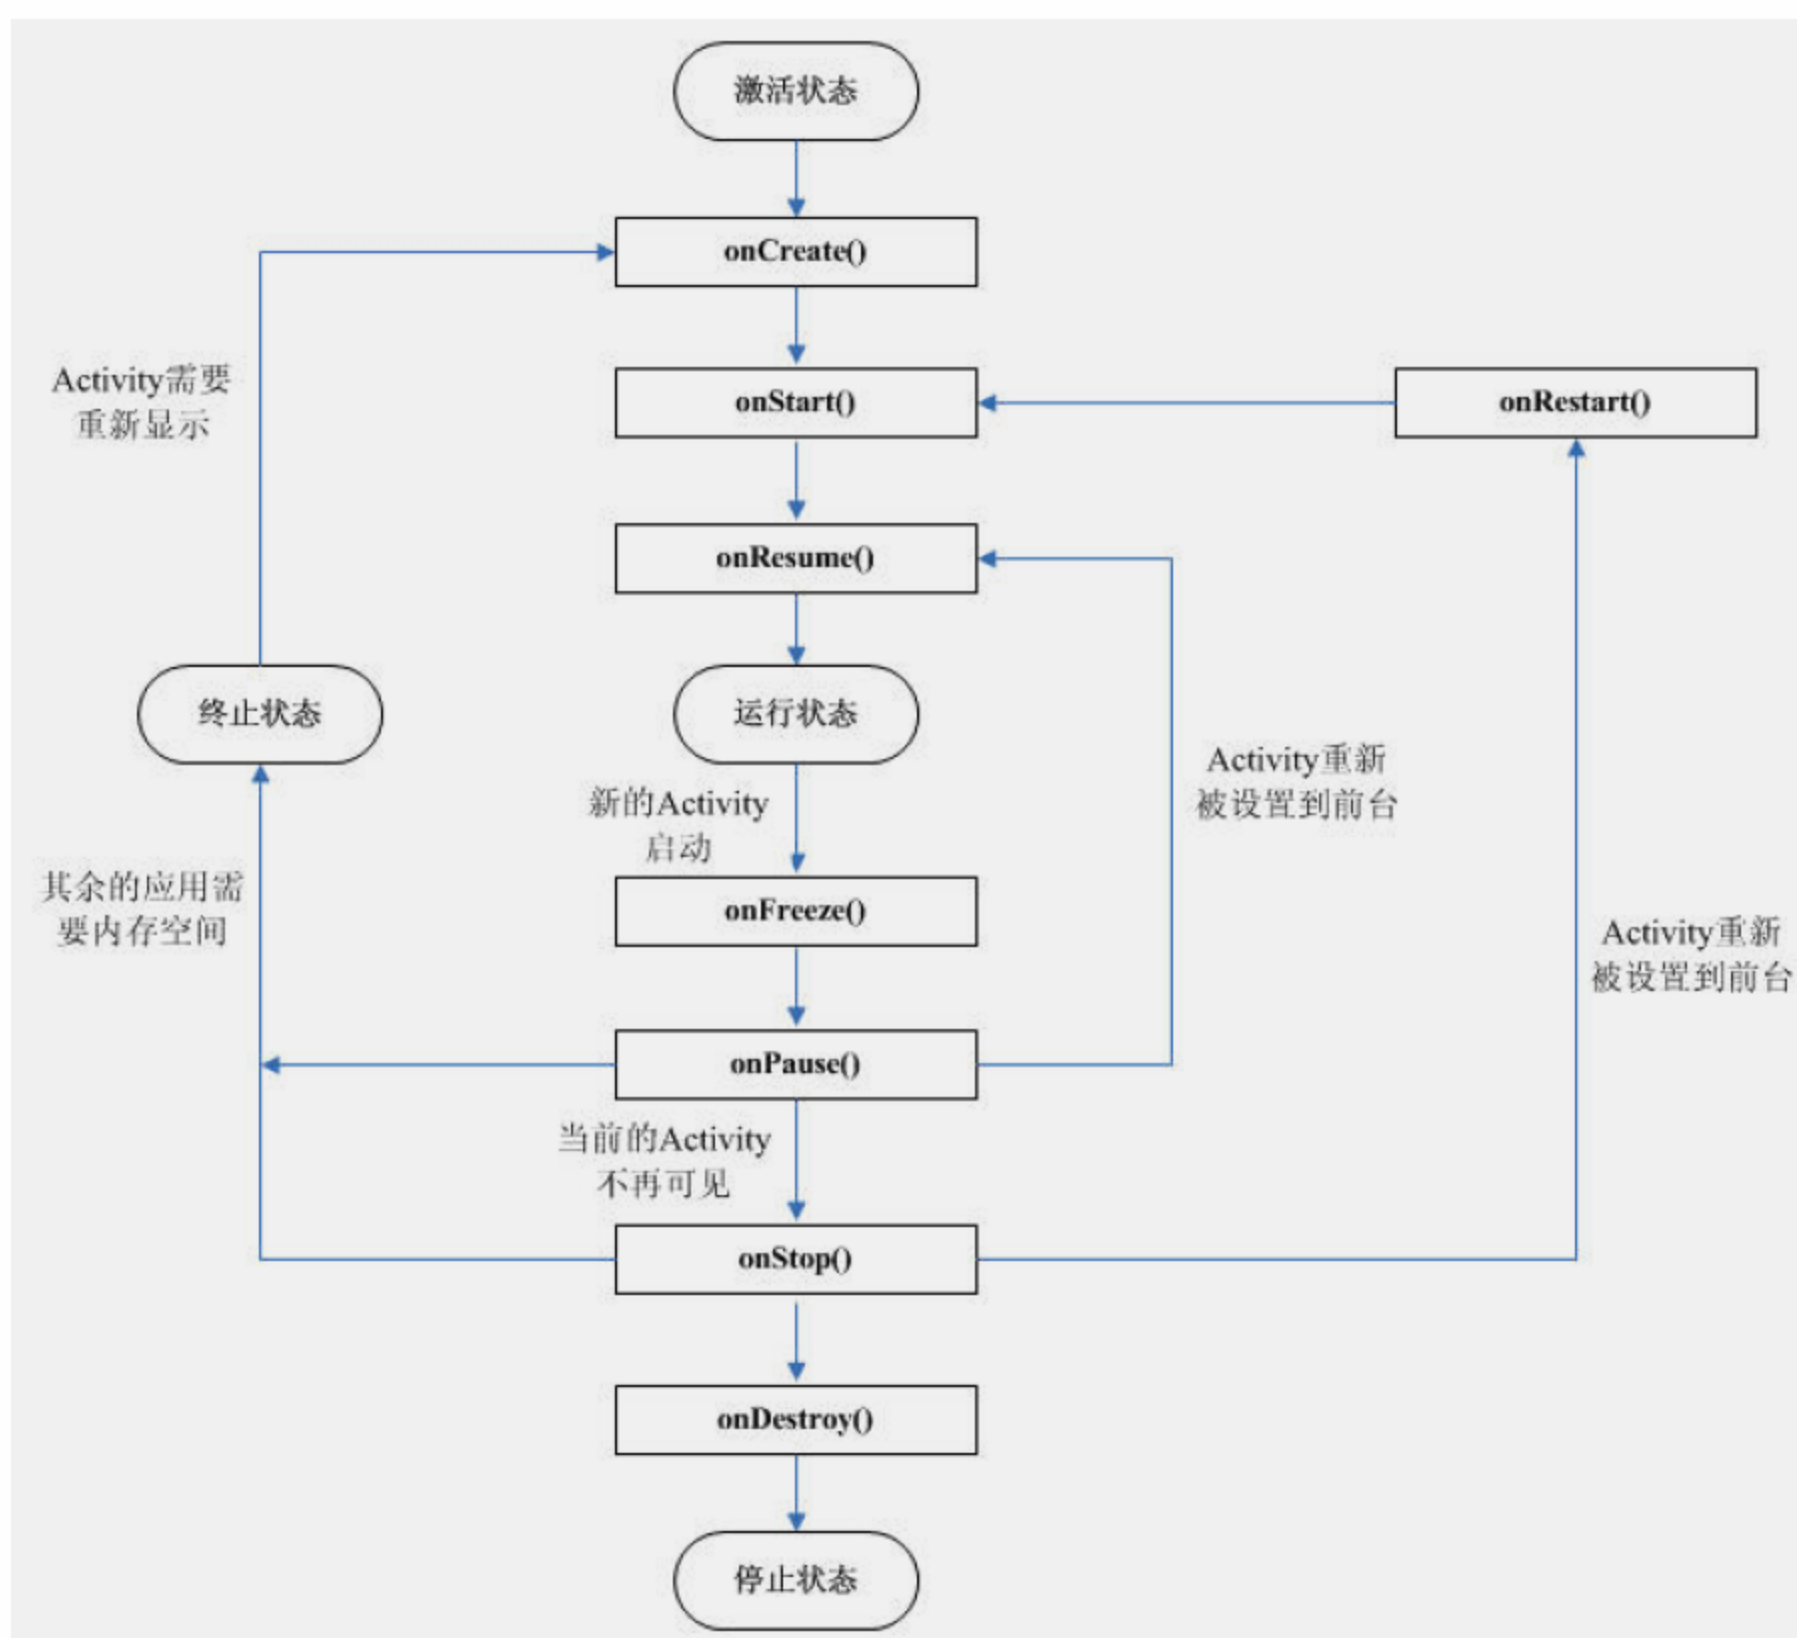 激活状态
onCreate()
Activity需要
重新显示
onStart()
onRestart()
onResume()
终止状态
运行状态
Activity重新
被设置到前台
新的Activity
启动
其余的应用需
要内存空间
onFreeze()
Activity重新
被设置到前台
onPause()
当前的Activity
不再可见
onStop()
onDestroy()
停止状态